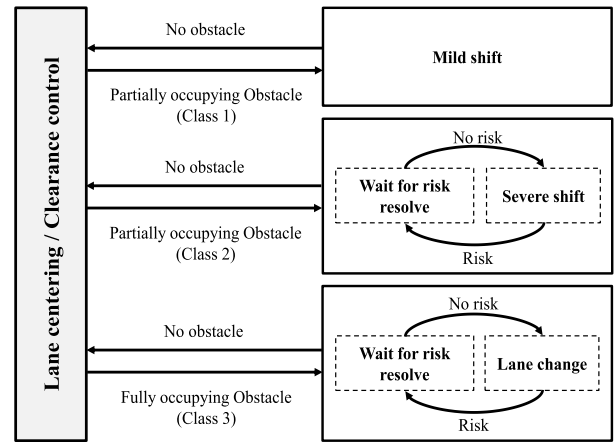 Lane centering / Clearance control
No obstacle
Partially occupying Obstacle
(Class 1)
Mild shift
No obstacle
Partially occupying Obstacle
(Class 2)
No risk
Wait for risk
resolve
Severe shift
Risk
No obstacle
Fully occupying Obstacle
(Class 3)
No risk
Wait for risk
resolve
Lane change
Risk